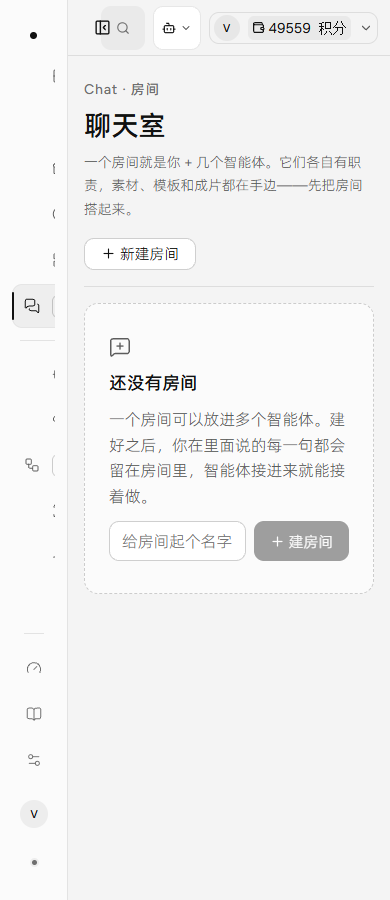 V
49559 积分
Chat · 房间
聊天室
一个房间就是你 + 几个智能体。它们各自有职
责，素材、模板和成片都在手边——先把房间
搭起来。
新建房间
还没有房间
一个房间可以放进多个智能体。建
好之后，你在里面说的每一句都会
留在房间里，智能体接进来就能接
着做。
给房间起个名字
建房间
V